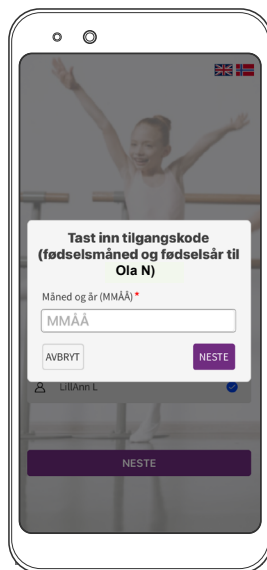 Tast inn tilgangskode
(fødselsmåned og fødselsår til
Ola N)
Måned og år (MMÅÅ) *
MMÅÅ
AVBRYT NESTE
LillAnn L
NESTE